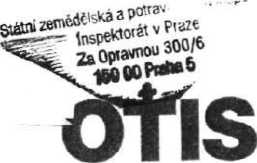 Státní zemědělská a potrav
Inspektorát v Praze
Za Opravnou 300/6
150 00 Praha 5
OTIS